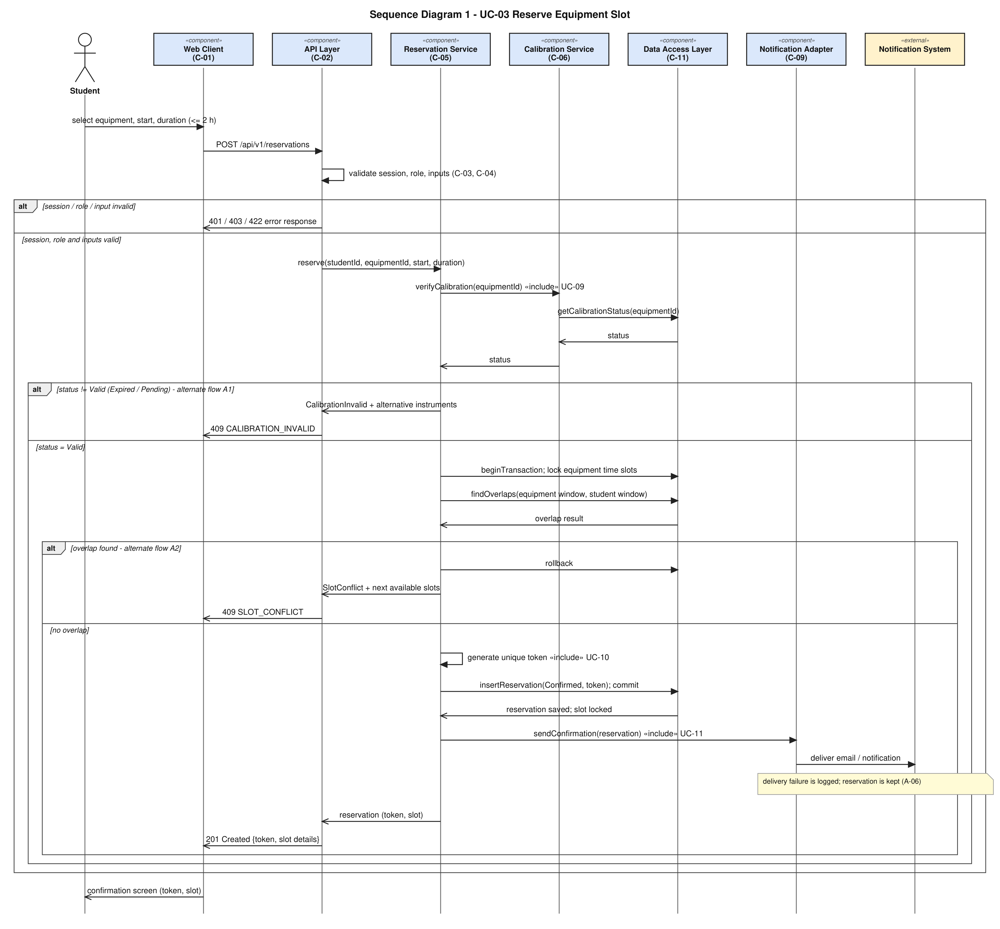 Sequence Diagram 1 - UC-03 Reserve Equipment Slot
Student
«component»
Web Client
(C-01)
«component»
API Layer
(C-02)
«component»
Reservation Service
(C-05)
«component»
Calibration Service
(C-06)
«component»
Data Access Layer
(C-11)
«component»
Notification Adapter
(C-09)
«external»
Notification System
select equipment, start, duration (<= 2 h)
POST /api/v1/reservations
validate session, role, inputs (C-03, C-04)
alt
[session / role / input invalid]
401 / 403 / 422 error response
[session, role and inputs valid]
reserve(studentId, equipmentId, start, duration)
verifyCalibration(equipmentId) «include» UC-09
getCalibrationStatus(equipmentId)
status
status
alt
[status != Valid (Expired / Pending) - alternate flow A1]
CalibrationInvalid + alternative instruments
409 CALIBRATION_INVALID
[status = Valid]
beginTransaction; lock equipment time slots
findOverlaps(equipment window, student window)
overlap result
alt
[overlap found - alternate flow A2]
rollback
SlotConflict + next available slots
409 SLOT_CONFLICT
[no overlap]
generate unique token «include» UC-10
insertReservation(Confirmed, token); commit
reservation saved; slot locked
sendConfirmation(reservation) «include» UC-11
deliver email / notification
delivery failure is logged; reservation is kept (A-06)
reservation (token, slot)
201 Created {token, slot details}
confirmation screen (token, slot)